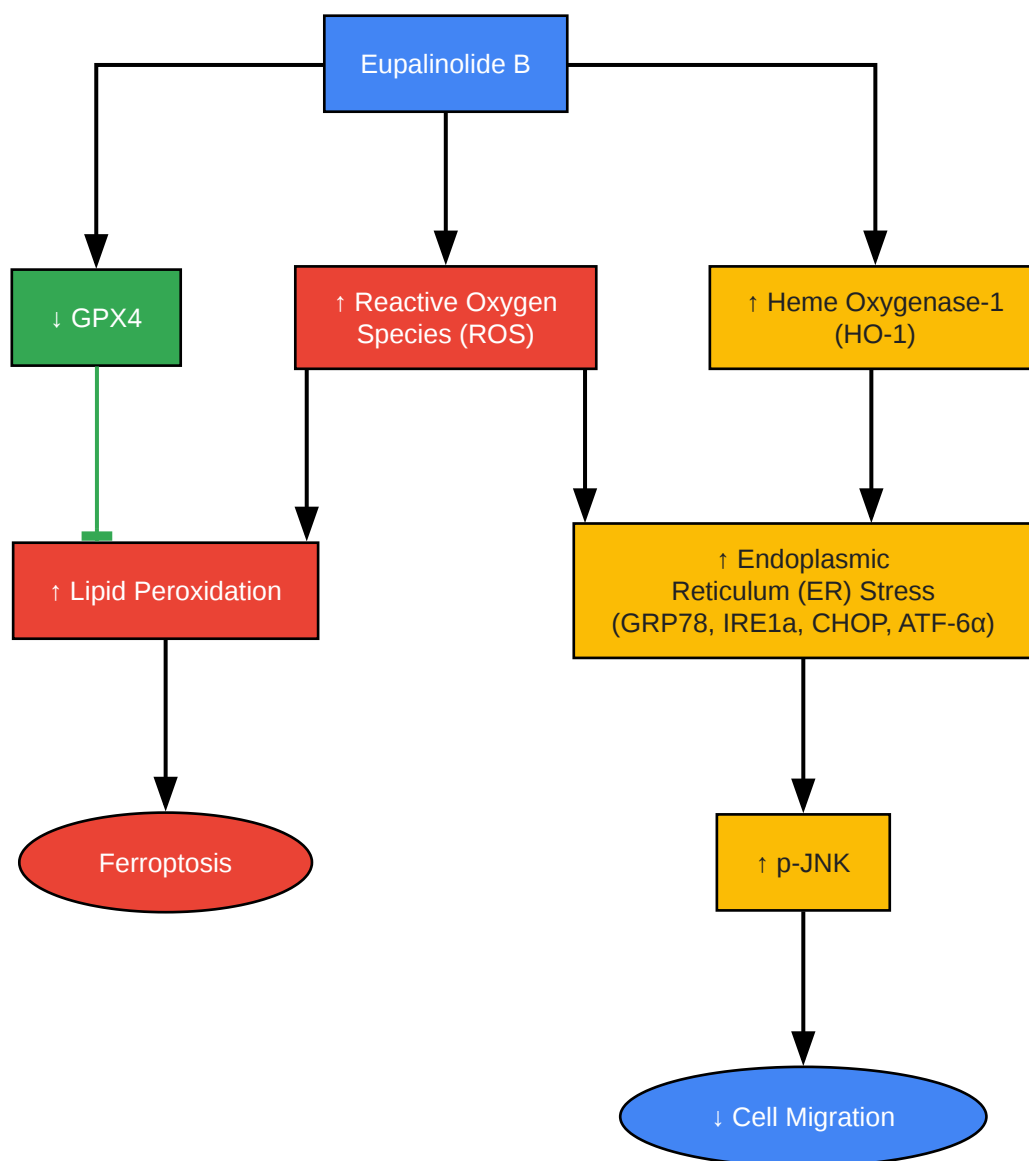 Eupalinolide B
↓ GPX4
↑ Reactive Oxygen
Species (ROS)
↑ Heme Oxygenase-1
(HO-1)
↑ Lipid Peroxidation
↑ Endoplasmic
Reticulum (ER) Stress
(GRP78, IRE1a, CHOP, ATF-6α)
Ferroptosis
↑ p-JNK
↓ Cell Migration